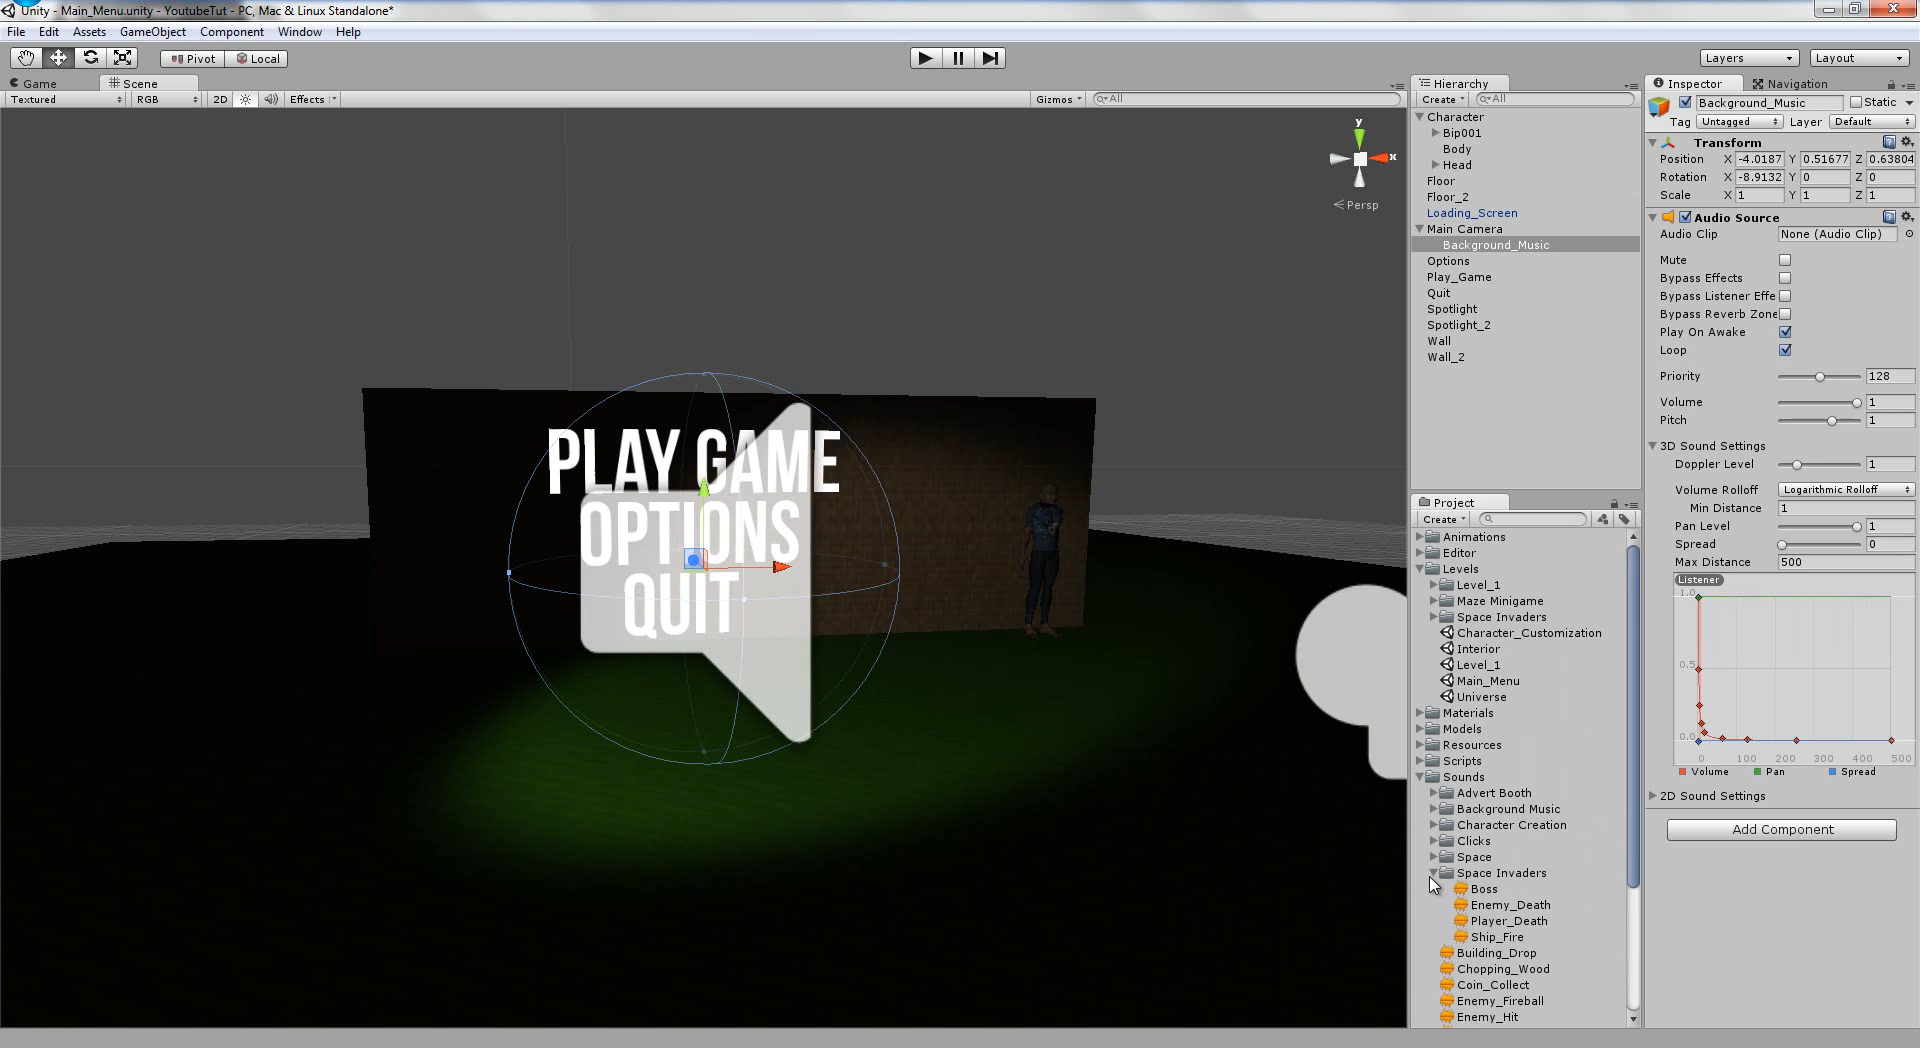 Unity - Main_Menu.unity - YoutubeTut - PC, Mac & Linux Standalone*
File Edit Assets GameObject Component Window Help
Pivot Local Layers Layout
Game Scene
Textured RGB 2D Effects Gizmos All
y
x
Persp
PLAY GAME
OPTIONS
QUIT
Hierarchy
Create All
Character
Bip001
Body
Head
Floor
Floor_2
Loading_Screen
Main Camera
Background_Music
Options
Play_Game
Quit
Spotlight
Spotlight_2
Wall
Wall_2
Project
Create
Animations
Editor
Levels
Level_1
Maze Minigame
Space Invaders
Character_Customization
Interior
Level_1
Main_Menu
Universe
Materials
Models
Resources
Scripts
Sounds
Advert Booth
Background Music
Character Creation
Clicks
Space
Space Invaders
Boss
Enemy_Death
Player_Death
Ship_Fire
Building_Drop
Chopping_Wood
Coin_Collect
Enemy_Fireball
Enemy_Hit
Inspector Navigation
Background_Music Static
Tag Untagged Layer Default
Transform
Position X -4.0187 Y 0.51677 Z 0.63804
Rotation X -8.9132 Y 0 Z 0
Scale X 1 Y 1 Z 1
Audio Source
Audio Clip None (Audio Clip)
Mute
Bypass Effects
Bypass Listener Effe
Bypass Reverb Zone
Play On Awake
Loop
Priority 128
Volume 1
Pitch 1
3D Sound Settings
Doppler Level 1
Volume Rolloff Logarithmic Rolloff
Min Distance 1
Pan Level 1
Spread 0
Max Distance 500
Listener
1.0
0.5
0.0
0 100 200 300 400 500
Volume Pan Spread
2D Sound Settings
Add Component